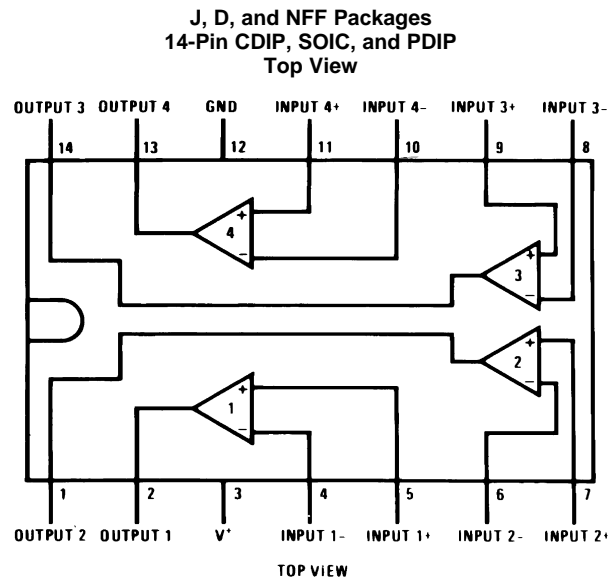 J, D, and NFF Packages
14-Pin CDIP, SOIC, and PDIP
Top View
OUTPUT 3 OUTPUT 4 GND INPUT 4+ INPUT 4- INPUT 3+ INPUT 3-
14 13 12 11 10 9 8
+
4
-
+
3
-
+
2
-
+
1
-
1 2 3 4 5 6 7
OUTPUT 2 OUTPUT 1 V+ INPUT 1- INPUT 1+ INPUT 2- INPUT 2+
TOP VIEW